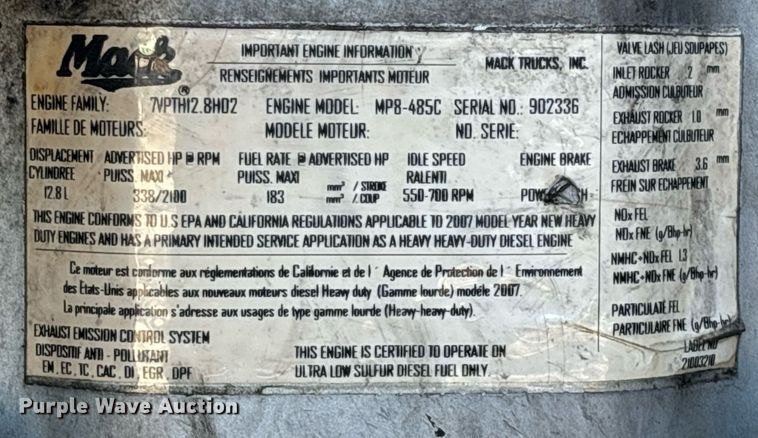 Mack®
IMPORTANT ENGINE INFORMATION
RENSEIGNEMENTS IMPORTANTS MOTEUR
MACK TRUCKS, INC.
ENGINE FAMILY: 7VPTH12.8H02 ENGINE MODEL: MP8-485C SERIAL NO.: 902336
FAMILLE DE MOTEURS: MODELE MOTEUR: NO. SERIE:
DISPLACEMENT ADVERTISED HP @ RPM FUEL RATE @ ADVERTISED HP IDLE SPEED ENGINE BRAKE
CYLINDREE PUISS. MAXI PUISS. MAXI RALENTI
12.8 L 338/2100 183 mm³ / STROKE mm³ / COUP 550-700 RPM
THIS ENGINE CONFORMS TO U.S EPA AND CALIFORNIA REGULATIONS APPLICABLE TO 2007 MODEL YEAR NEW HEAVY
DUTY ENGINES AND HAS A PRIMARY INTENDED SERVICE APPLICATION AS A HEAVY HEAVY-DUTY DIESEL ENGINE
Ce moteur est conforme aux réglementations de Californie et de l´ Agence de Protection de l´ Environnement
des Etats-Unis applicables aux nouveaux moteurs diesel Heavy duty (Gamme lourde) modéle 2007.
La principale application s´adresse aux usages de type gamme lourde (Heavy-heavy-duty).
EXHAUST EMISSION CONTROL SYSTEM
DISPOSITIF ANTI - POLLUTANT
EM, EC, TC, CAC, DI, EGR, DPF
THIS ENGINE IS CERTIFIED TO OPERATE ON
ULTRA LOW SULFUR DIESEL FUEL ONLY.
VALVE LASH (JEU SOUPAPES)
INLET ROCKER 2 mm
ADMISSION CULBUTEUR
EXHAUST ROCKER 1.0 mm
ECHAPPEMENT CULBUTEUR
EXHAUST BRAKE 3.6 mm
FREIN SUR ECHAPPEMENT
NOx FEL
NOx FNE (g/Bhp-hr)
NMHC+NOx FEL 1.3
NMHC+NOx FNE (g/Bhp-hr)
PARTICULATE FEL
PARTICULAIRE FNE (g/Bhp-hr)
LABEL NO
21003210
Purple Wave Auction